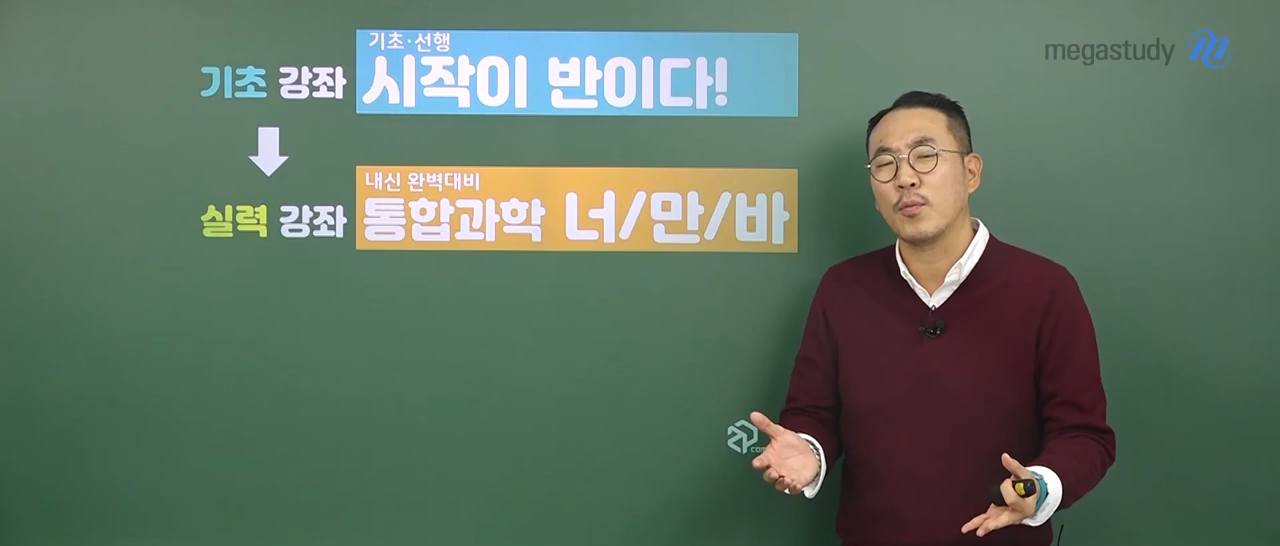 기초·선행
기초 강좌 시작이 반이다!
내신 완벽대비
실력 강좌 통합과학 너/만/바
megastudy